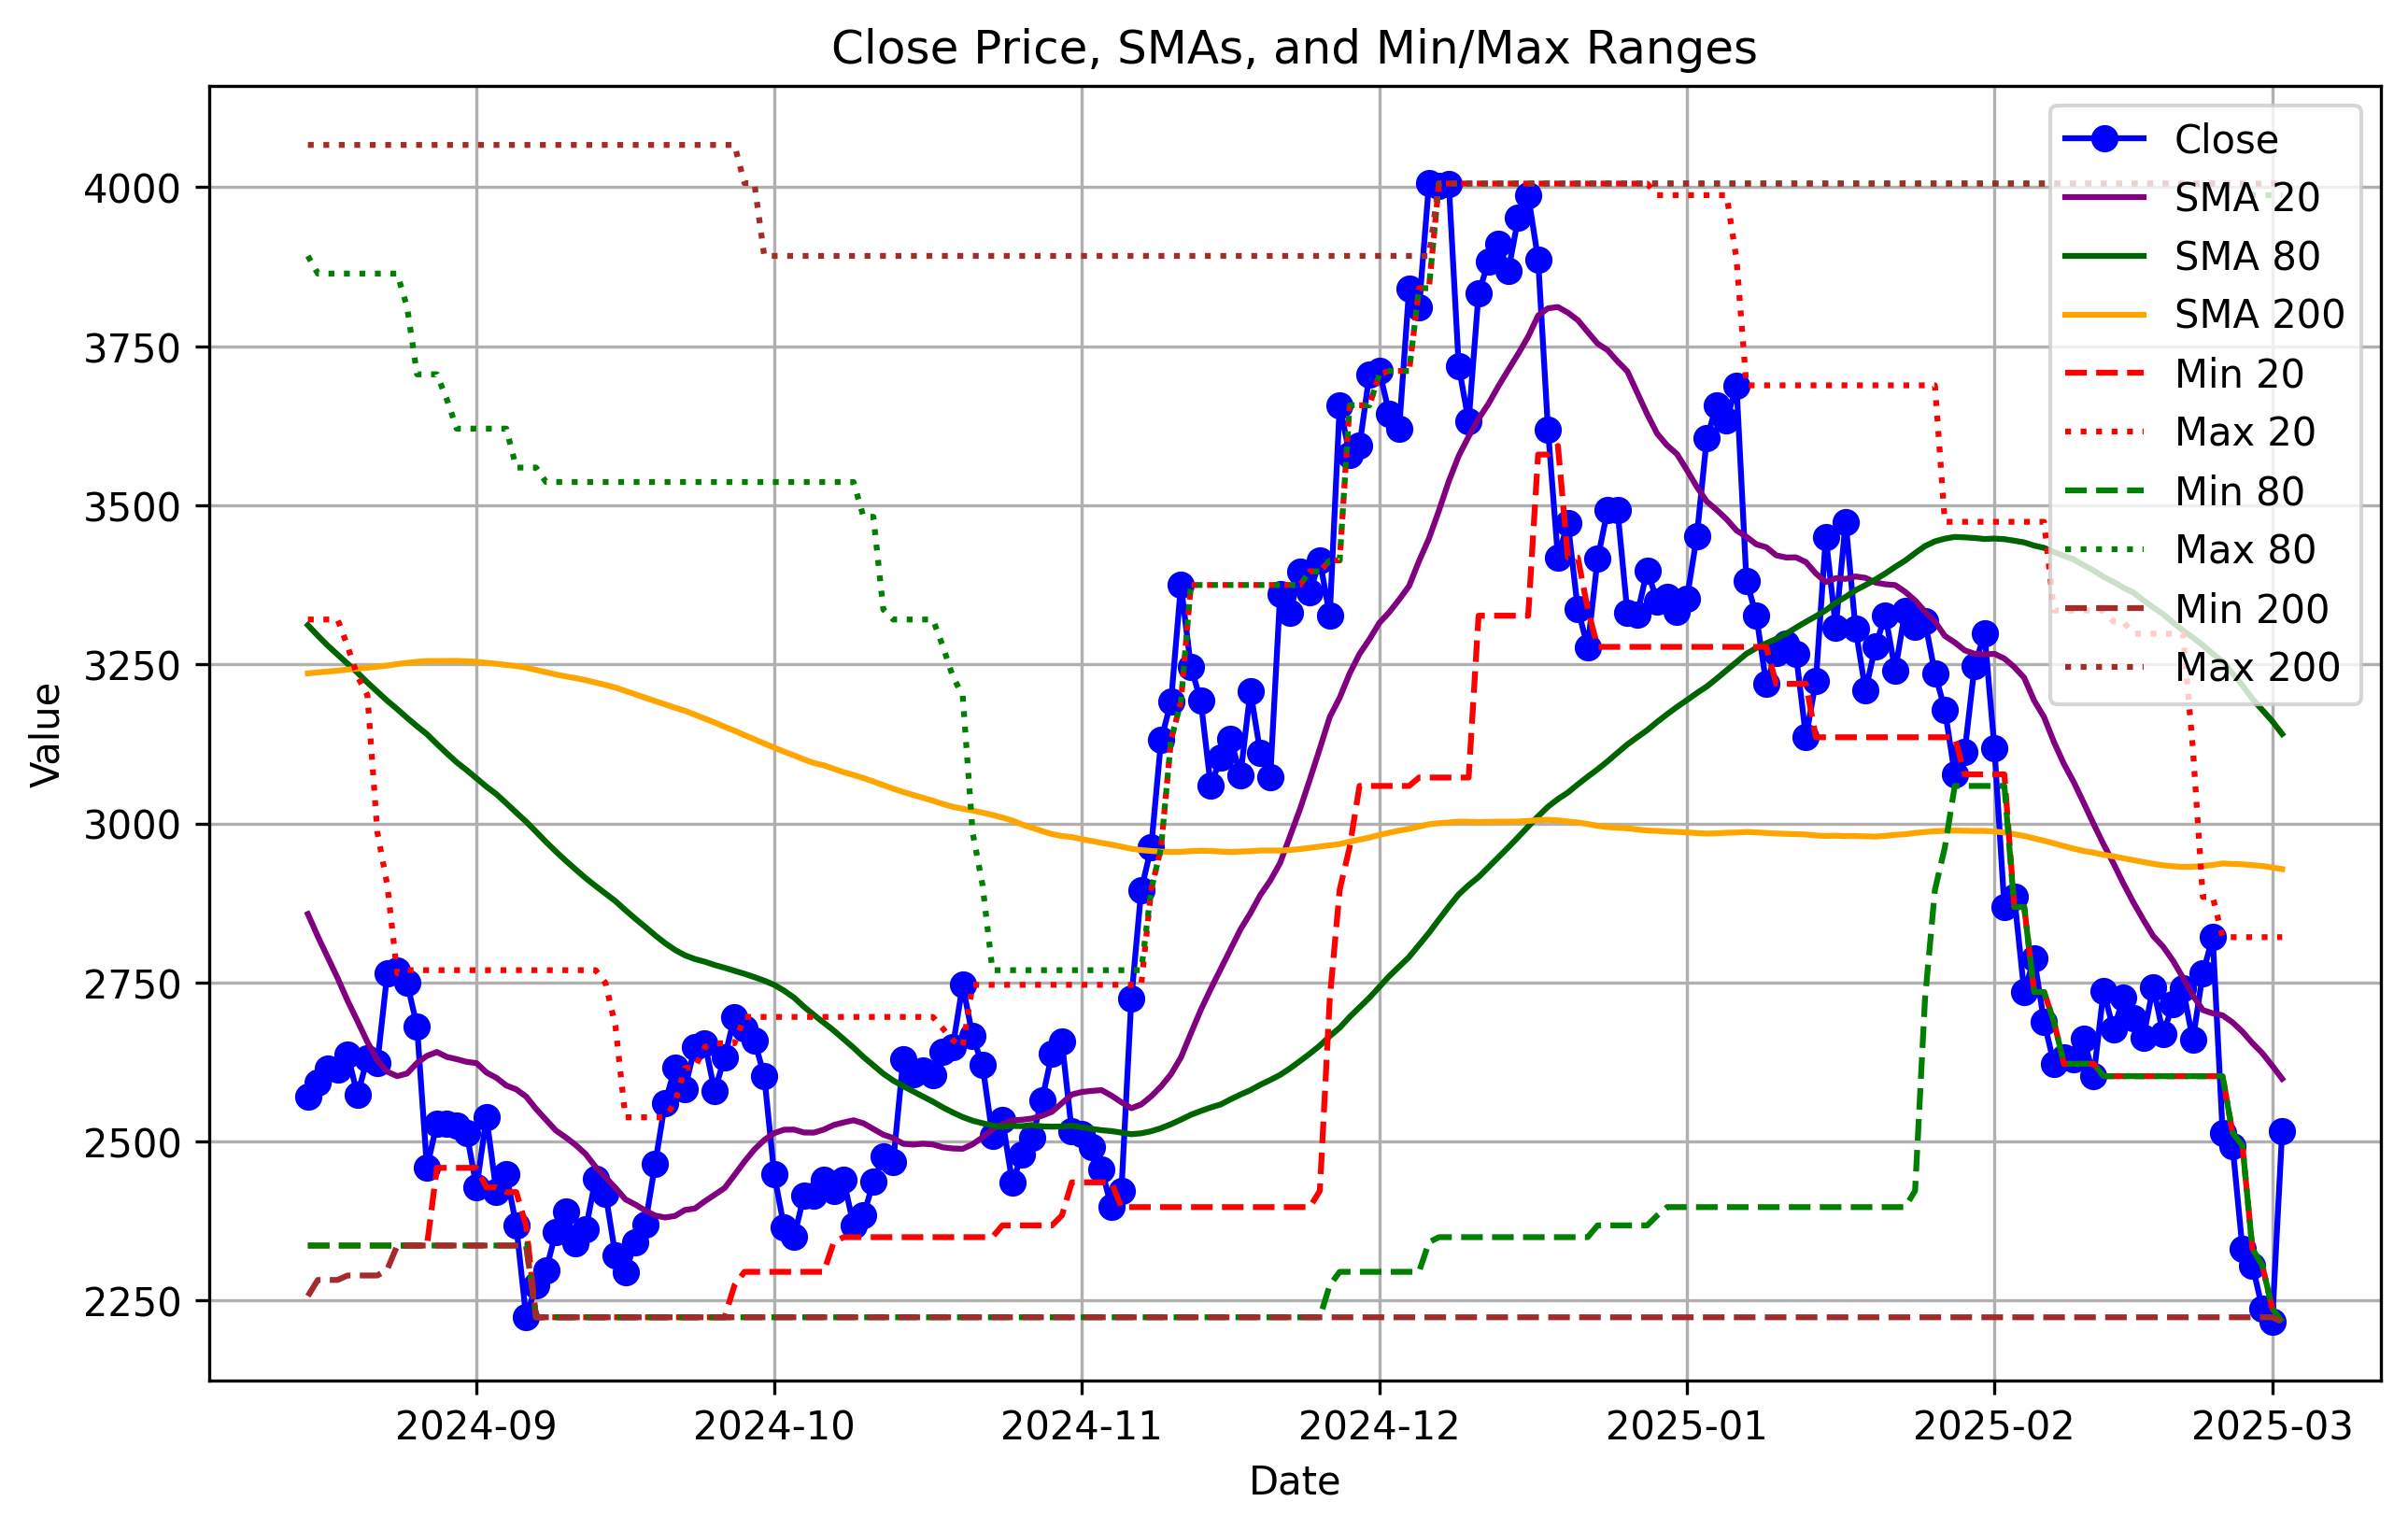 Close Price, SMAs, and Min/Max Ranges
Value
4000
3750
3500
3250
3000
2750
2500
2250
Close
SMA 20
SMA 80
SMA 200
Min 20
Max 20
Min 80
Max 80
Min 200
Max 200
2024-09
2024-10
2024-11
2024-12
2025-01
2025-02
2025-03
Date